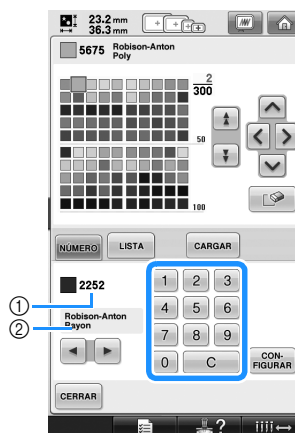 23.2 mm
36.3 mm
5675 Robison-Anton
Poly
2
300
50
100
NÚMERO LISTA CARGAR
① 2252
② Robison-Anton
Rayon
1 2 3
4 5 6
7 8 9
0 C
CON-
FIGURAR
CERRAR
?